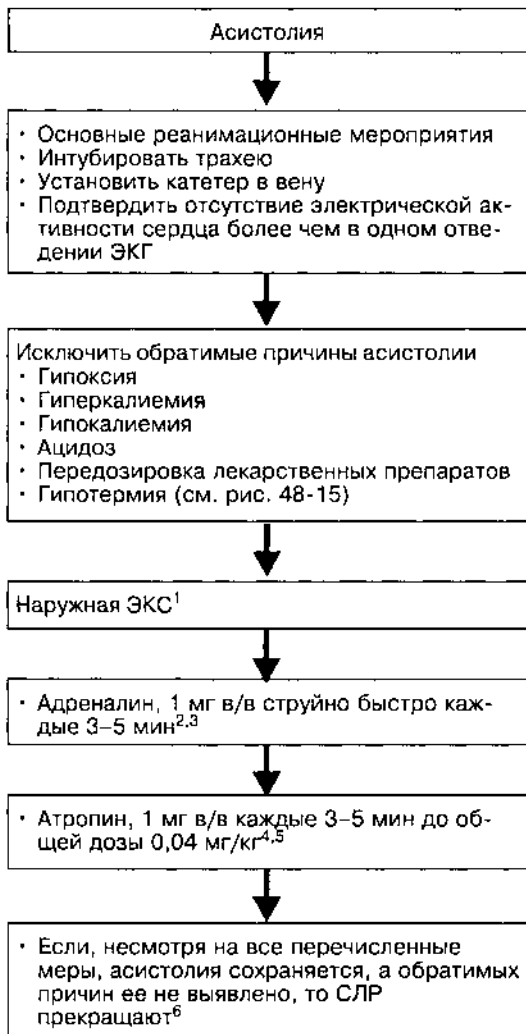 Асистолия
· Основные реанимационные мероприятия
· Интубировать трахею
· Установить катетер в вену
· Подтвердить отсутствие электрической ак-
тивности сердца более чем в одном отве-
дении ЭКГ
Исключить обратимые причины асистолии
· Гипоксия
· Гиперкалиемия
· Гипокалиемия
· Ацидоз
· Передозировка лекарственных препаратов
· Гипотермия (см. рис. 48-15)
Наружная ЭКС¹
· Адреналин, 1 мг в/в струйно быстро каж-
дые 3–5 мин²,³
· Атропин, 1 мг в/в каждые 3–5 мин до об-
щей дозы 0,04 мг/кг⁴,⁵
· Если, несмотря на все перечисленные
меры, асистолия сохраняется, а обратимых
причин ее не выявлено, то СЛР
прекращают⁶